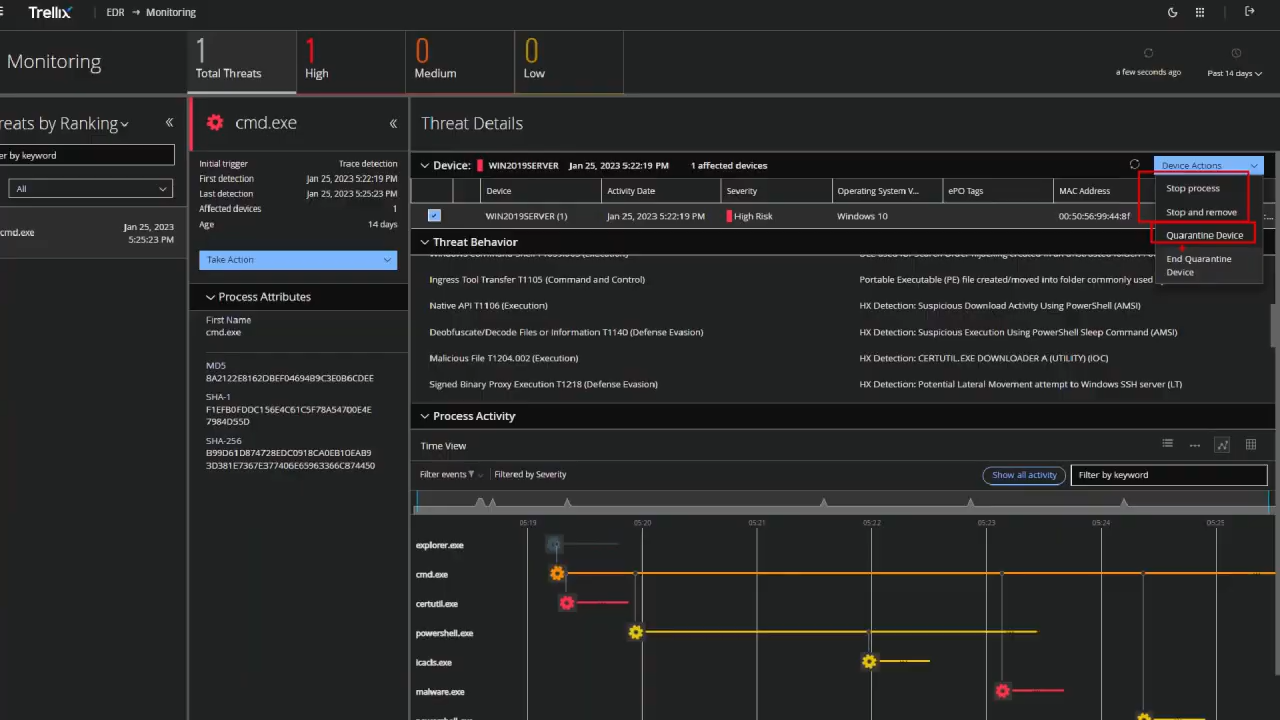 Trellix
EDR → Monitoring
Monitoring
1
Total Threats
1
High
0
Medium
0
Low
a few seconds ago
Past 14 days
reats by Ranking
er by keyword
All
cmd.exe
Jan 25, 2023
5:25:23 PM
cmd.exe
Initial trigger Trace detection
First detection Jan 25, 2023 5:22:19 PM
Last detection Jan 25, 2023 5:25:23 PM
Affected devices 1
Age 14 days
Take Action
Process Attributes
First Name
cmd.exe
MD5
8A2122E8162DBEF04694B9C3E0B6CDEE
SHA-1
F1EFB0FDDC156E4C61C5F78A54700E4E
7984D55D
SHA-256
B99D61D874728EDC0918CA0EB10EAB9
3D381E7367E377406E65963366C874450
Threat Details
Device: WIN2019SERVER Jan 25, 2023 5:22:19 PM 1 affected devices
Device Actions
Stop process
Stop and remove
Quarantine Device
End Quarantine
Device
Device Activity Date Severity Operating System V... ePO Tags MAC Address
WIN2019SERVER (1) Jan 25, 2023 5:22:19 PM High Risk Windows 10 00:50:56:99:44:8f
Threat Behavior
Ingress Tool Transfer T1105 (Command and Control) Portable Executable (PE) file created/moved into folder commonly used
Native API T1106 (Execution) HX Detection: Suspicious Download Activity Using PowerShell (AMSI)
Deobfuscate/Decode Files or Information T1140 (Defense Evasion) HX Detection: Suspicious Execution Using PowerShell Sleep Command (AMSI)
Malicious File T1204.002 (Execution) HX Detection: CERTUTIL.EXE DOWNLOADER A (UTILITY) (IOC)
Signed Binary Proxy Execution T1218 (Defense Evasion) HX Detection: Potential Lateral Movement attempt to Windows SSH server (LT)
Process Activity
Time View
Filter events Filtered by Severity
Show all activity
Filter by keyword
05:19 05:20 05:21 05:22 05:23 05:24 05:25
explorer.exe
cmd.exe
certutil.exe
powershell.exe
icacls.exe
malware.exe